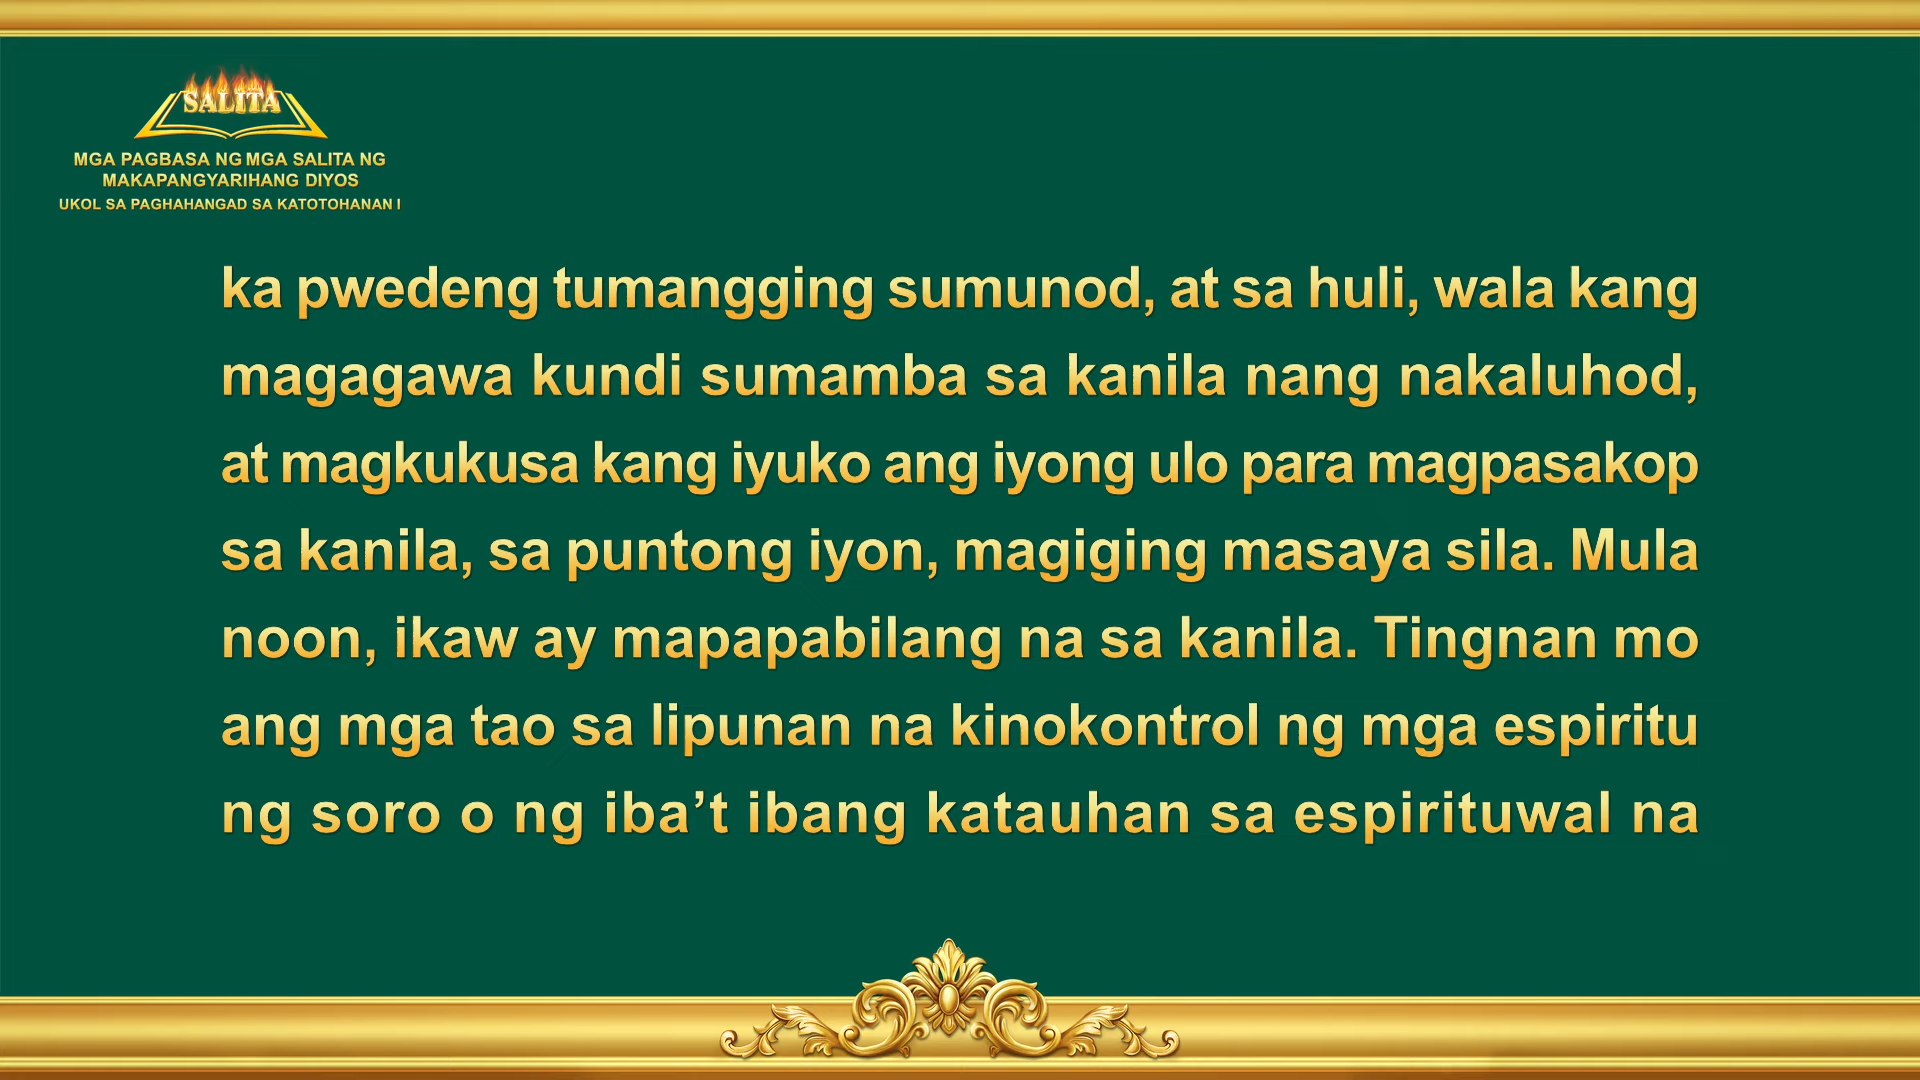 SALITA
MGA PAGBASA NG MGA SALITA NG
MAKAPANGYARIHANG DIYOS
UKOL SA PAGHAHANGAD SA KATOTOHANAN I
ka pwedeng tumangging sumunod, at sa huli, wala kang
magagawa kundi sumamba sa kanila nang nakaluhod,
at magkukusa kang iyuko ang iyong ulo para magpasakop
sa kanila, sa puntong iyon, magiging masaya sila. Mula
noon, ikaw ay mapapabilang na sa kanila. Tingnan mo
ang mga tao sa lipunan na kinokontrol ng mga espiritu
ng soro o ng iba’t ibang katauhan sa espirituwal na